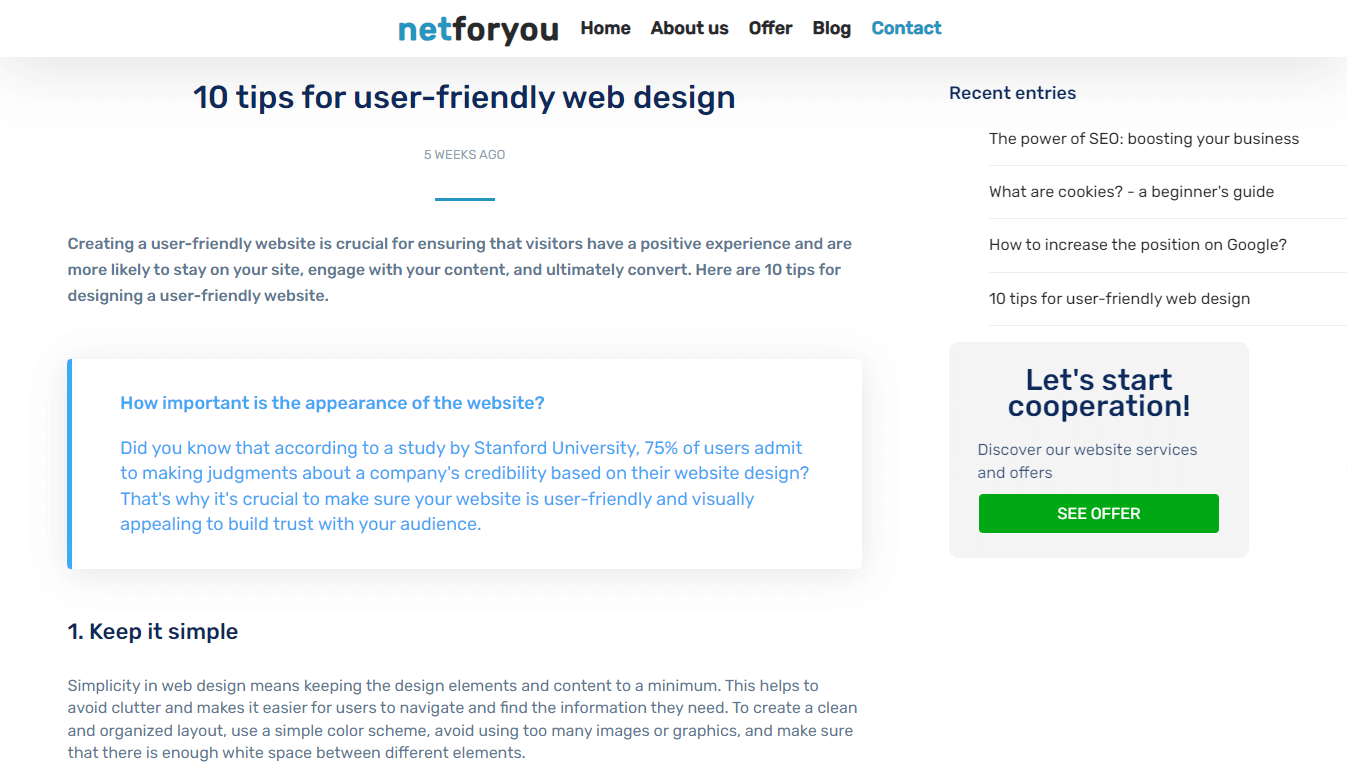 netforyou Home About us Offer Blog Contact
10 tips for user-friendly web design
5 WEEKS AGO
Creating a user-friendly website is crucial for ensuring that visitors have a positive experience and are
more likely to stay on your site, engage with your content, and ultimately convert. Here are 10 tips for
designing a user-friendly website.
How important is the appearance of the website?
Did you know that according to a study by Stanford University, 75% of users admit
to making judgments about a company's credibility based on their website design?
That's why it's crucial to make sure your website is user-friendly and visually
appealing to build trust with your audience.
1. Keep it simple
Simplicity in web design means keeping the design elements and content to a minimum. This helps to
avoid clutter and makes it easier for users to navigate and find the information they need. To create a clean
and organized layout, use a simple color scheme, avoid using too many images or graphics, and make sure
that there is enough white space between different elements.
Recent entries
The power of SEO: boosting your business
What are cookies? - a beginner's guide
How to increase the position on Google?
10 tips for user-friendly web design
Let's start
cooperation!
Discover our website services
and offers
SEE OFFER